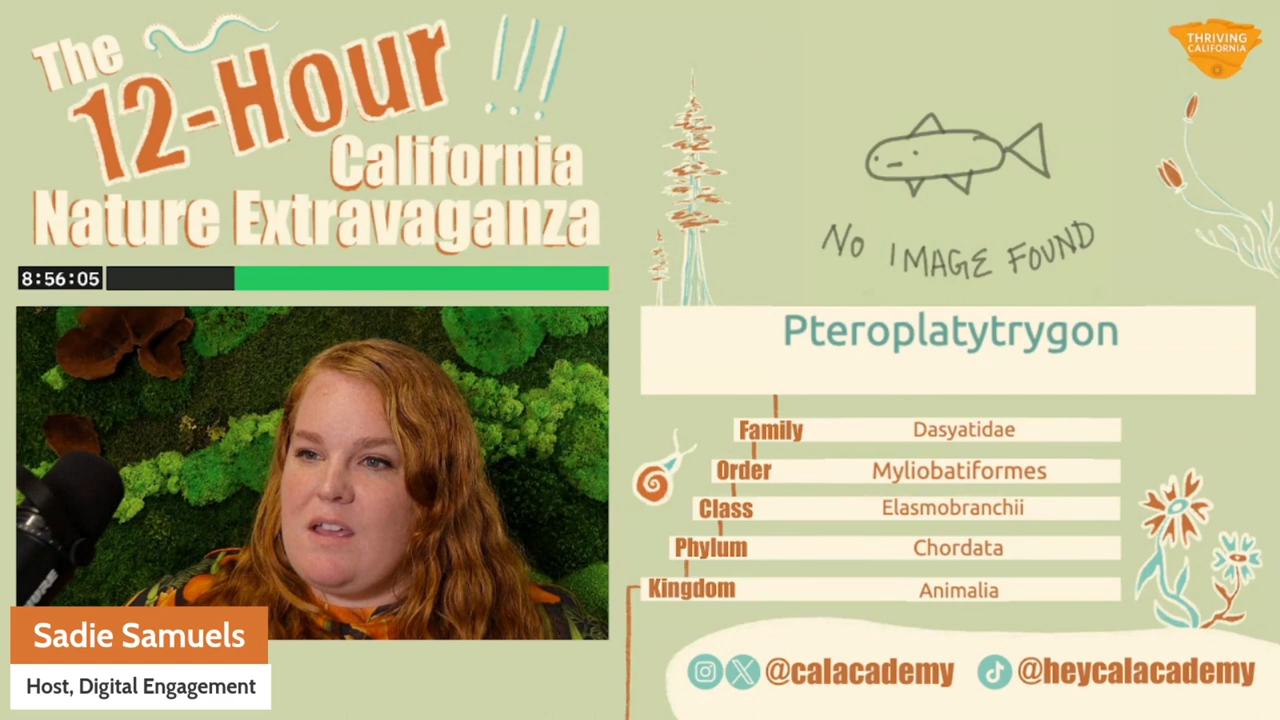 The
12-Hour!!!
California
Nature Extravaganza
8:56:05
THRIVING
CALIFORNIA
NO IMAGE FOUND
Pteroplatytrygon
Family Dasyatidae
Order Myliobatiformes
Class Elasmobranchii
Phylum Chordata
Kingdom Animalia
SHURE
Sadie Samuels
Host, Digital Engagement
@calacademy @heycalacademy